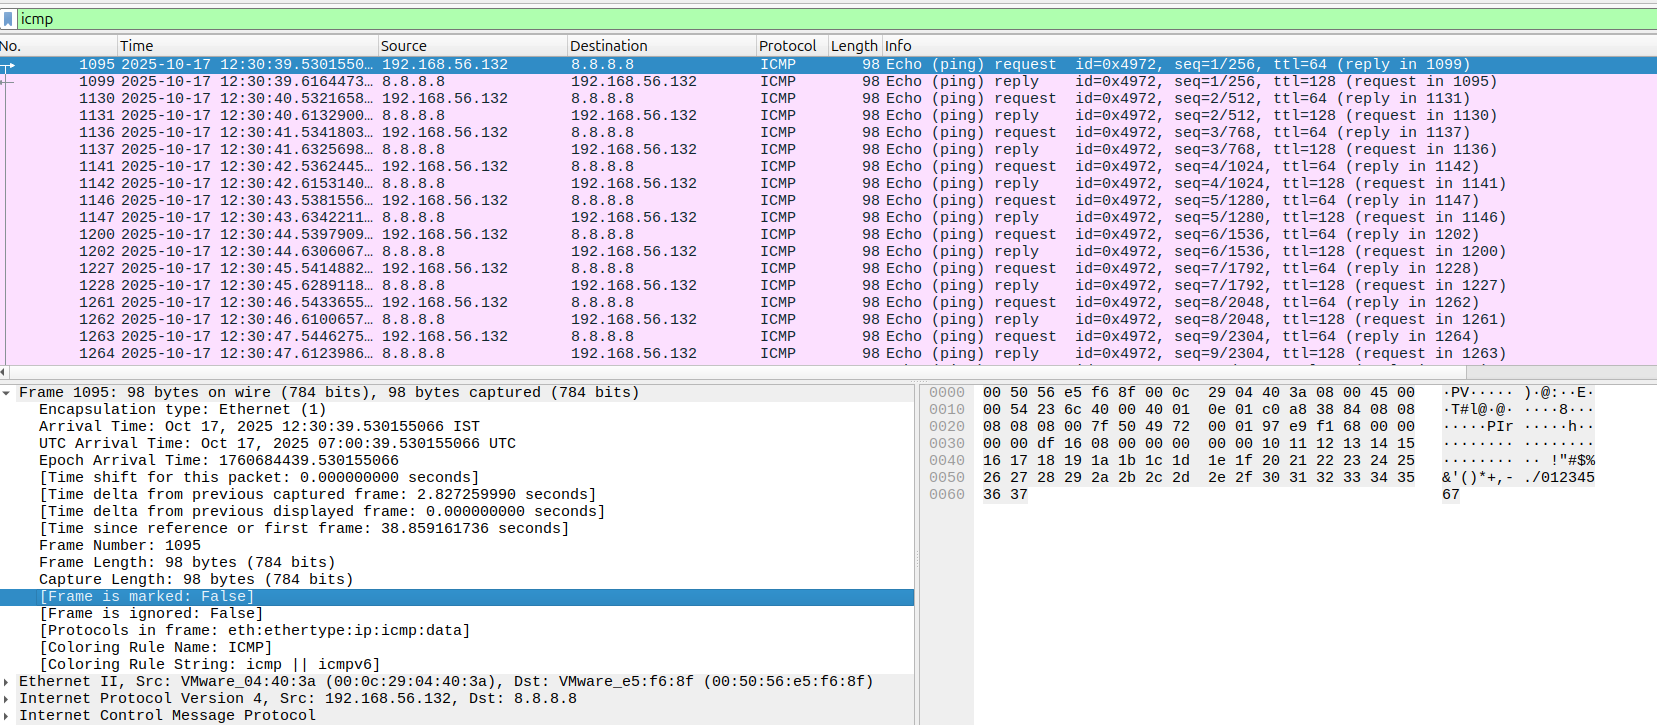 icmp
No. Time Source Destination Protocol Length Info
1095 2025-10-17 12:30:39.5301550… 192.168.56.132 8.8.8.8 ICMP 98 Echo (ping) request id=0x4972, seq=1/256, ttl=64 (reply in 1099)
1099 2025-10-17 12:30:39.6164473… 8.8.8.8 192.168.56.132 ICMP 98 Echo (ping) reply id=0x4972, seq=1/256, ttl=128 (request in 1095)
1130 2025-10-17 12:30:40.5321658… 192.168.56.132 8.8.8.8 ICMP 98 Echo (ping) request id=0x4972, seq=2/512, ttl=64 (reply in 1131)
1131 2025-10-17 12:30:40.6132900… 8.8.8.8 192.168.56.132 ICMP 98 Echo (ping) reply id=0x4972, seq=2/512, ttl=128 (request in 1130)
1136 2025-10-17 12:30:41.5341803… 192.168.56.132 8.8.8.8 ICMP 98 Echo (ping) request id=0x4972, seq=3/768, ttl=64 (reply in 1137)
1137 2025-10-17 12:30:41.6325698… 8.8.8.8 192.168.56.132 ICMP 98 Echo (ping) reply id=0x4972, seq=3/768, ttl=128 (request in 1136)
1141 2025-10-17 12:30:42.5362445… 192.168.56.132 8.8.8.8 ICMP 98 Echo (ping) request id=0x4972, seq=4/1024, ttl=64 (reply in 1142)
1142 2025-10-17 12:30:42.6153140… 8.8.8.8 192.168.56.132 ICMP 98 Echo (ping) reply id=0x4972, seq=4/1024, ttl=128 (request in 1141)
1146 2025-10-17 12:30:43.5381556… 192.168.56.132 8.8.8.8 ICMP 98 Echo (ping) request id=0x4972, seq=5/1280, ttl=64 (reply in 1147)
1147 2025-10-17 12:30:43.6342211… 8.8.8.8 192.168.56.132 ICMP 98 Echo (ping) reply id=0x4972, seq=5/1280, ttl=128 (request in 1146)
1200 2025-10-17 12:30:44.5397909… 192.168.56.132 8.8.8.8 ICMP 98 Echo (ping) request id=0x4972, seq=6/1536, ttl=64 (reply in 1202)
1202 2025-10-17 12:30:44.6306067… 8.8.8.8 192.168.56.132 ICMP 98 Echo (ping) reply id=0x4972, seq=6/1536, ttl=128 (request in 1200)
1227 2025-10-17 12:30:45.5414882… 192.168.56.132 8.8.8.8 ICMP 98 Echo (ping) request id=0x4972, seq=7/1792, ttl=64 (reply in 1228)
1228 2025-10-17 12:30:45.6289118… 8.8.8.8 192.168.56.132 ICMP 98 Echo (ping) reply id=0x4972, seq=7/1792, ttl=128 (request in 1227)
1261 2025-10-17 12:30:46.5433655… 192.168.56.132 8.8.8.8 ICMP 98 Echo (ping) request id=0x4972, seq=8/2048, ttl=64 (reply in 1262)
1262 2025-10-17 12:30:46.6100657… 8.8.8.8 192.168.56.132 ICMP 98 Echo (ping) reply id=0x4972, seq=8/2048, ttl=128 (request in 1261)
1263 2025-10-17 12:30:47.5446275… 192.168.56.132 8.8.8.8 ICMP 98 Echo (ping) request id=0x4972, seq=9/2304, ttl=64 (reply in 1264)
1264 2025-10-17 12:30:47.6123986… 8.8.8.8 192.168.56.132 ICMP 98 Echo (ping) reply id=0x4972, seq=9/2304, ttl=128 (request in 1263)
Frame 1095: 98 bytes on wire (784 bits), 98 bytes captured (784 bits)
Encapsulation type: Ethernet (1)
Arrival Time: Oct 17, 2025 12:30:39.530155066 IST
UTC Arrival Time: Oct 17, 2025 07:00:39.530155066 UTC
Epoch Arrival Time: 1760684439.530155066
[Time shift for this packet: 0.000000000 seconds]
[Time delta from previous captured frame: 2.827259990 seconds]
[Time delta from previous displayed frame: 0.000000000 seconds]
[Time since reference or first frame: 38.859161736 seconds]
Frame Number: 1095
Frame Length: 98 bytes (784 bits)
Capture Length: 98 bytes (784 bits)
[Frame is marked: False]
[Frame is ignored: False]
[Protocols in frame: eth:ethertype:ip:icmp:data]
[Coloring Rule Name: ICMP]
[Coloring Rule String: icmp || icmpv6]
Ethernet II, Src: VMware_04:40:3a (00:0c:29:04:40:3a), Dst: VMware_e5:f6:8f (00:50:56:e5:f6:8f)
Internet Protocol Version 4, Src: 192.168.56.132, Dst: 8.8.8.8
Internet Control Message Protocol
0000 00 50 56 e5 f6 8f 00 0c 29 04 40 3a 08 00 45 00 ·PV····· )·@:··E·
0010 00 54 23 6c 40 00 40 01 0e 01 c0 a8 38 84 08 08 ·T#l@·@· ····8···
0020 08 08 08 00 7f 50 49 72 00 01 97 e9 f1 68 00 00 ·····PIr ·····h··
0030 00 00 df 16 08 00 00 00 00 00 10 11 12 13 14 15 ········ ········
0040 16 17 18 19 1a 1b 1c 1d 1e 1f 20 21 22 23 24 25 ········ ·· !"#$%
0050 26 27 28 29 2a 2b 2c 2d 2e 2f 30 31 32 33 34 35 &'()*+,- ./012345
0060 36 37 67